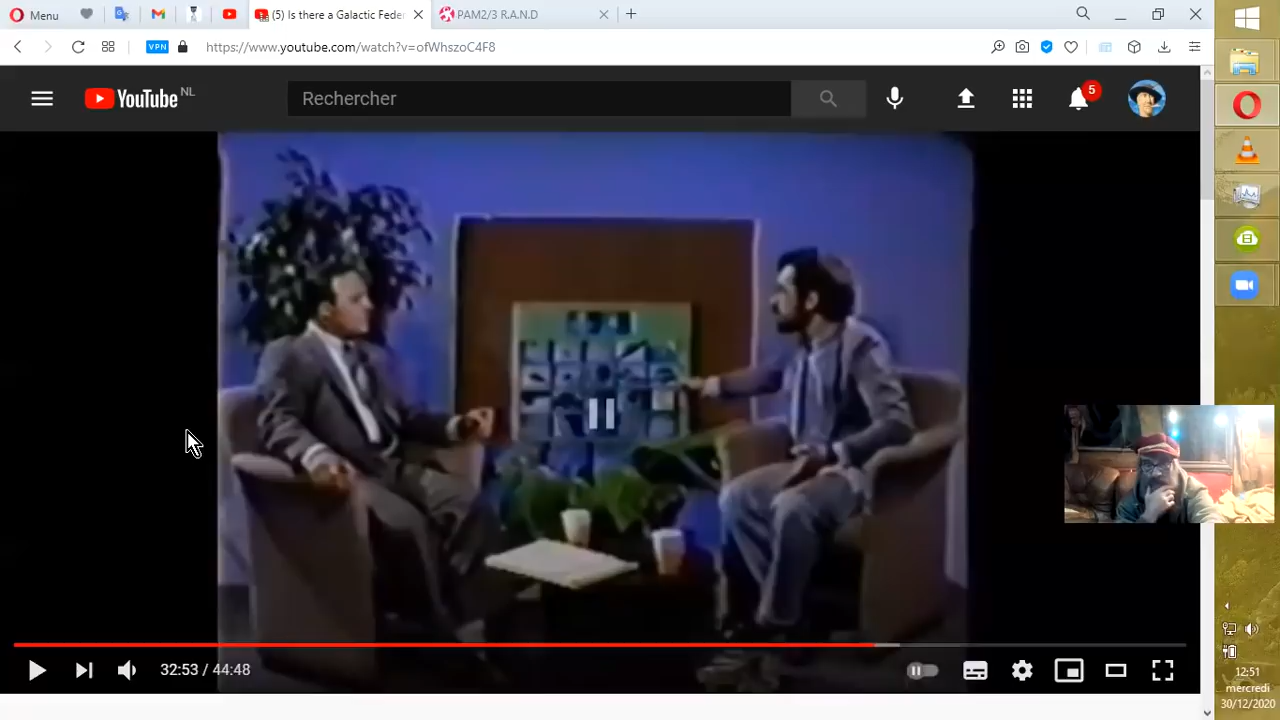 Menu
(5) Is there a Galactic Feder
PAM2/3 R.A.N.D
VPN
https://www.youtube.com/watch?v=ofWhszoC4F8
YouTube NL
Rechercher
5
32:53 / 44:48
12:51
mercredi
30/12/2020